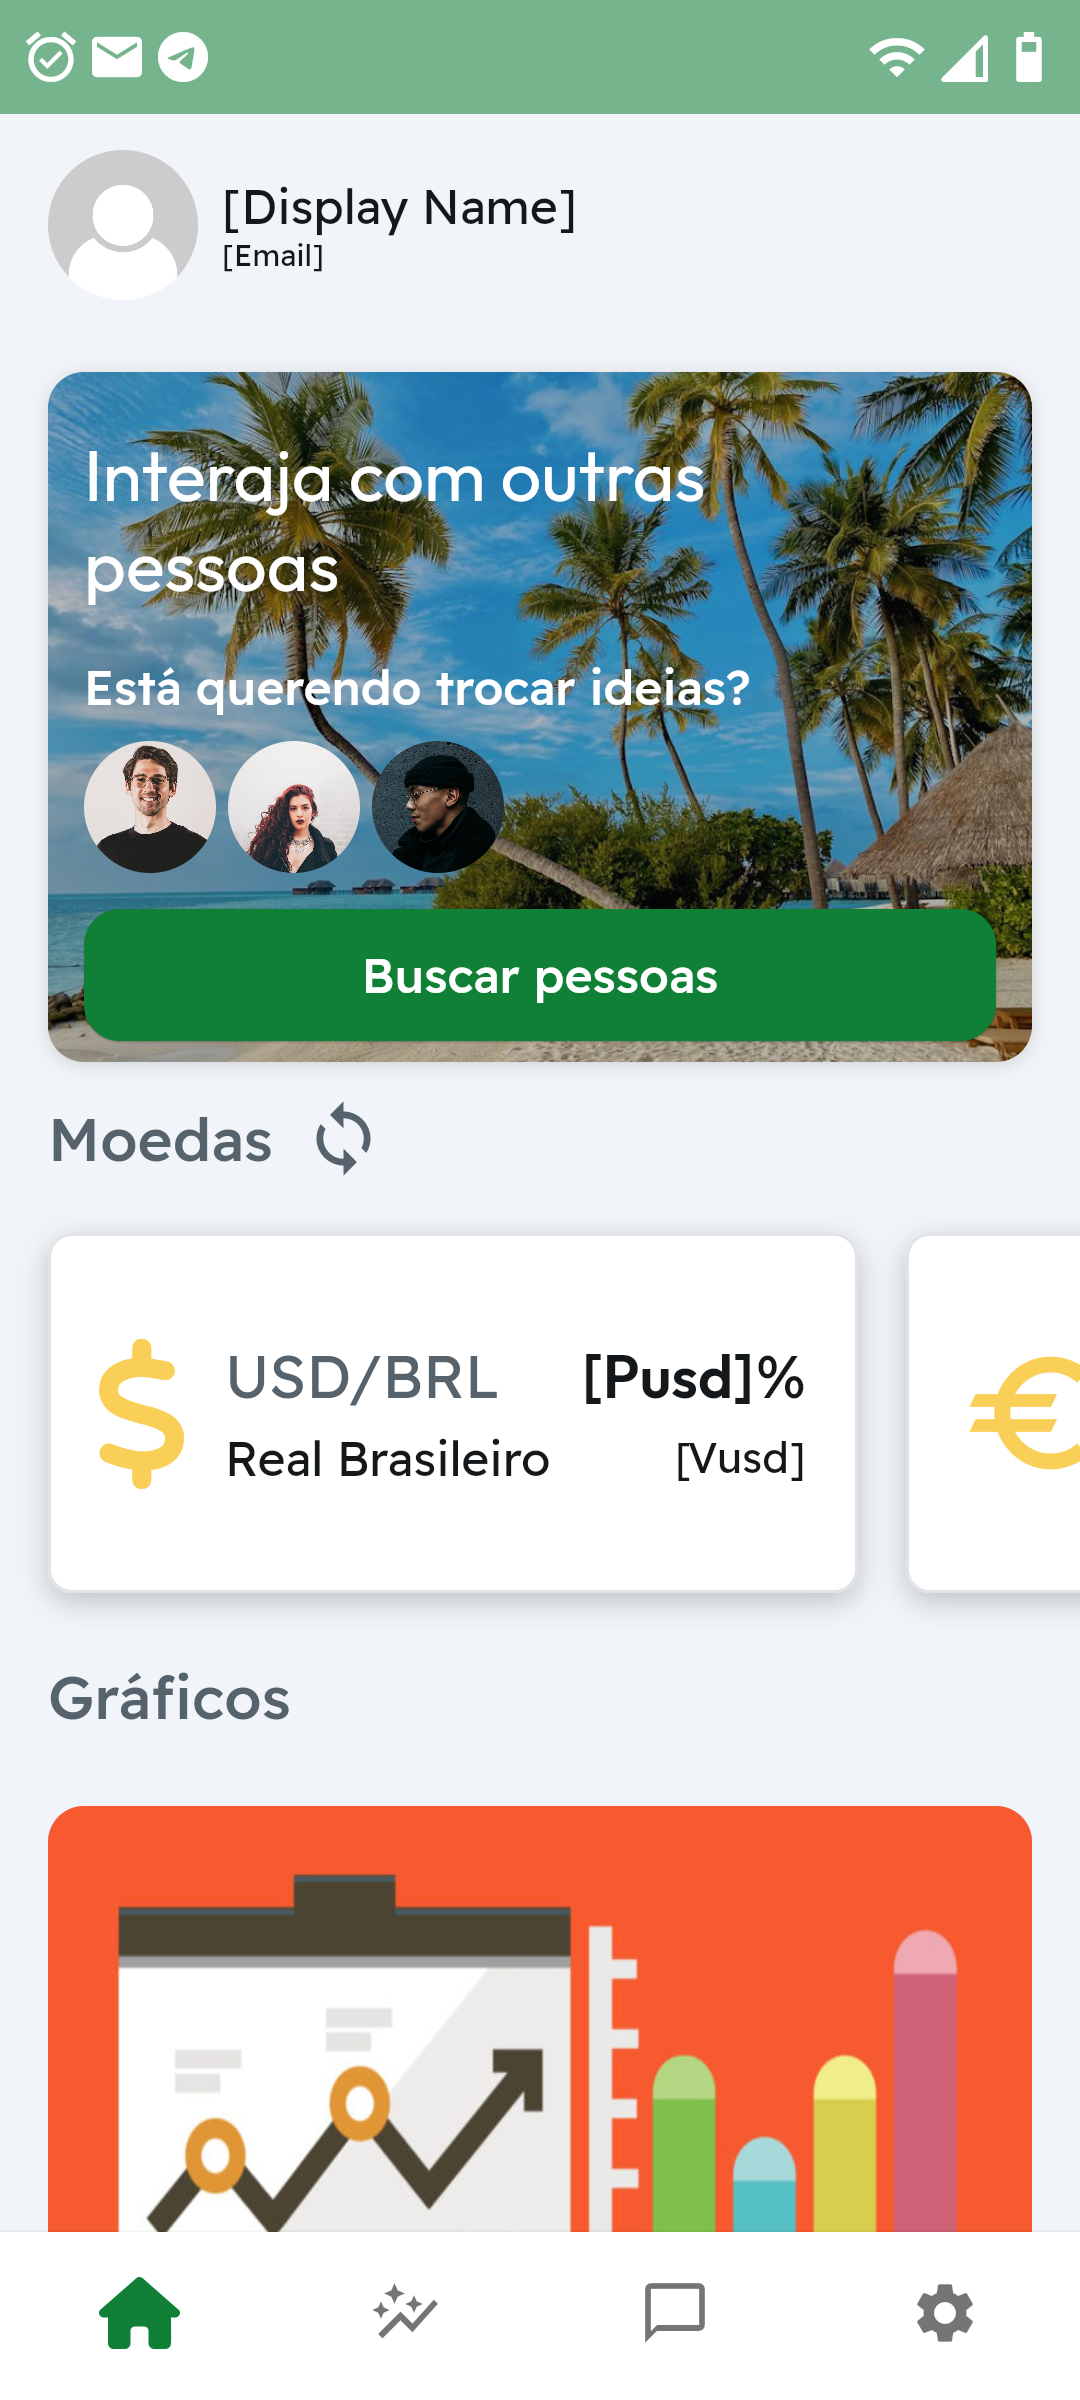 [Display Name]
[Email]
Interaja com outras
pessoas
Está querendo trocar ideias?
Buscar pessoas
Moedas
USD/BRL [Pusd]%
Real Brasileiro [Vusd]
Gráficos